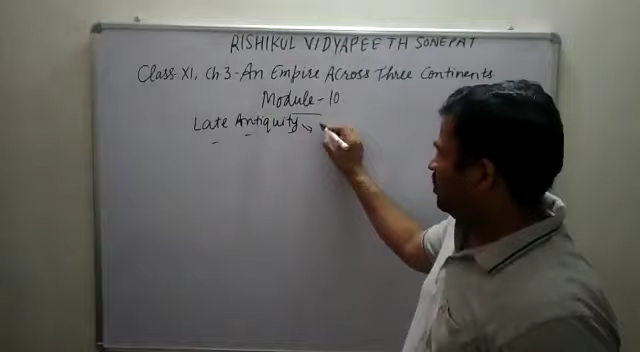 RISHIKUL VIDYAPEETH SONEPAT
Class-XI, Ch 3-An Empire Across Three Continents
Module-10
Late Antiquity →